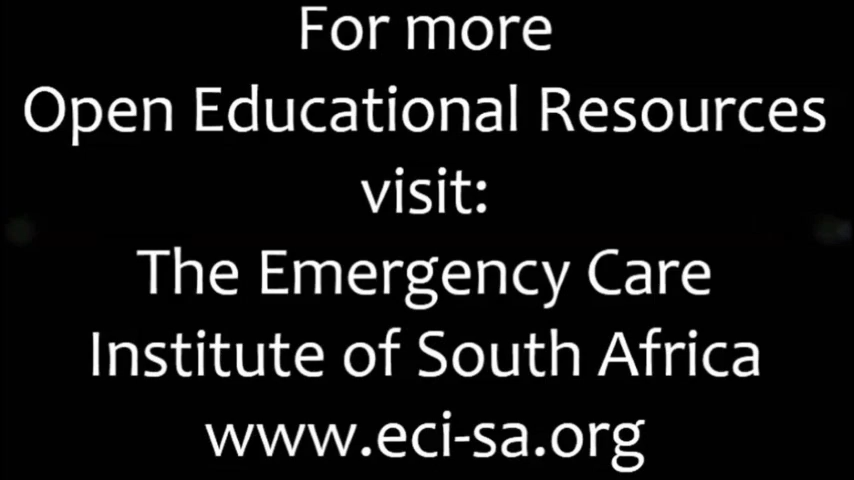 For more
Open Educational Resources
visit:
The Emergency Care
Institute of South Africa
www.eci-sa.org